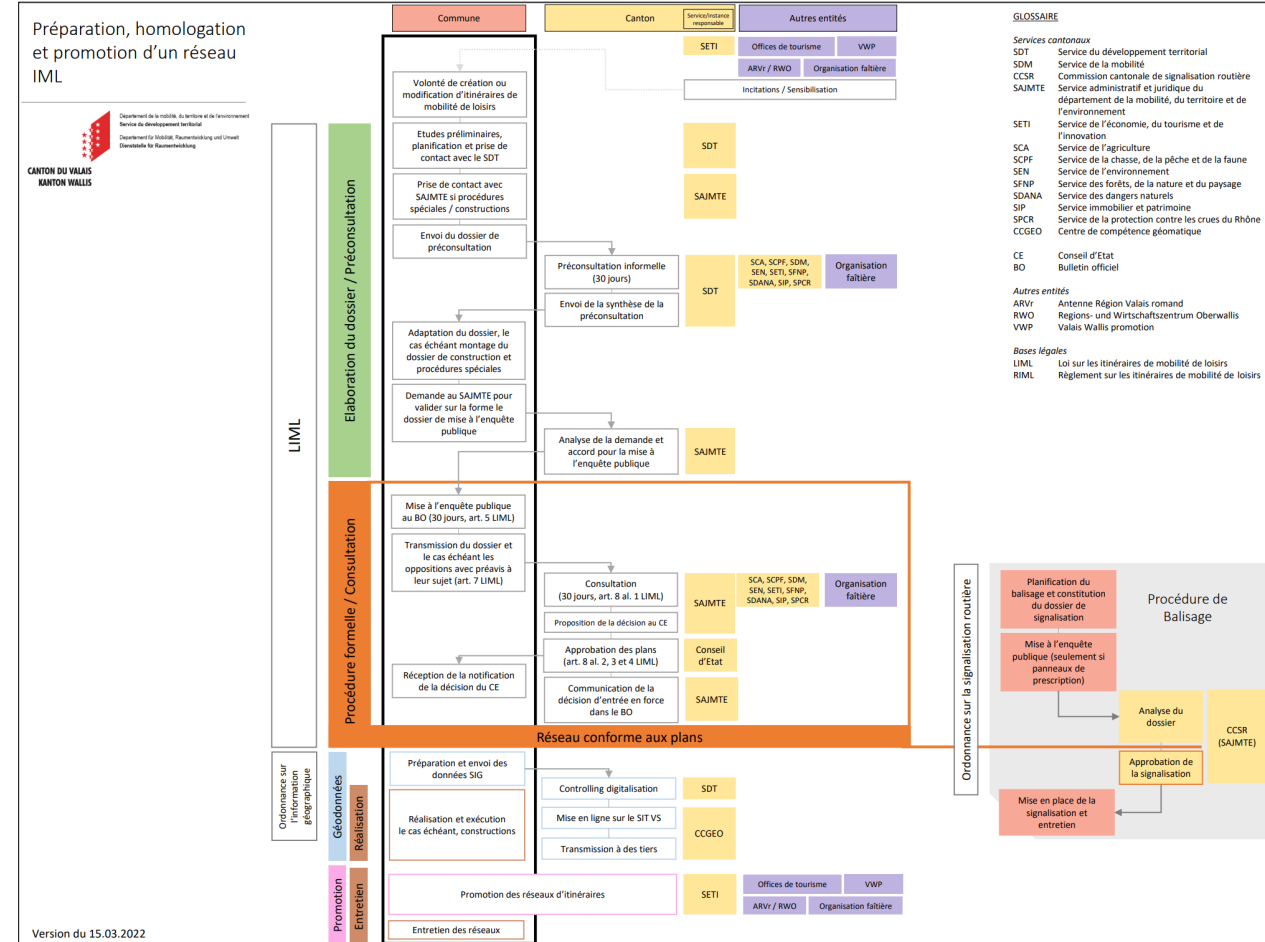 Préparation, homologation
et promotion d'un réseau
IML
Département de la mobilité, du territoire et de l'environnement
Service du développement territorial
Departement für Mobilität, Raumentwicklung und Umwelt
Dienststelle für Raumentwicklung
CANTON DU VALAIS
KANTON WALLIS
Commune
Canton
Service/Instance
responsable
Autres entités
SETI
Offices de tourisme
VWP
ARVr / RWO
Organisation faîtière
Incitations / Sensibilisation
Volonté de création ou
modification d'itinéraires de
mobilité de loisirs
LIML
Elaboration du dossier / Préconsultation
Etudes préliminaires,
planification et prise de
contact avec le SDT
SDT
Prise de contact avec
SAJMTE si procédures
spéciales / constructions
SAJMTE
Envoi du dossier de
préconsultation
Préconsultation informelle
(30 jours)
SDT
SCA, SCPF, SDM,
SEN, SETI, SFNP,
SDANA, SIP, SPCR
Organisation
faîtière
Envoi de la synthèse de la
préconsultation
Adaptation du dossier, le
cas échéant montage du
dossier de construction et
procédures spéciales
Demande au SAJMTE pour
valider sur la forme le
dossier de mise à l'enquête
publique
Analyse de la demande et
accord pour la mise à
l'enquête publique
SAJMTE
Procédure formelle / Consultation
Mise à l'enquête publique
au BO (30 jours, art. 5 LIML)
Transmission du dossier et
le cas échéant les
oppositions avec préavis à
leur sujet (art. 7 LIML)
Consultation
(30 jours, art. 8 al. 1 LIML)
SAJMTE
SCA, SCPF, SDM,
SEN, SETI, SFNP,
SDANA, SIP, SPCR
Organisation
faîtière
Proposition de la décision au CE
Approbation des plans
(art. 8 al. 2, 3 et 4 LIML)
Conseil
d'Etat
Réception de la notification
de la décision du CE
Communication de la
décision d'entrée en force
dans le BO
SAJMTE
Réseau conforme aux plans
Ordonnance sur
l'information
géographique
Géodonnées
Réalisation
Préparation et envoi des
données SIG
Controlling digitalisation
SDT
Réalisation et exécution
le cas échéant, constructions
Mise en ligne sur le SIT VS
CCGEO
Transmission à des tiers
Promotion
Entretien
Promotion des réseaux d'itinéraires
SETI
Offices de tourisme
VWP
ARVr / RWO
Organisation faîtière
Entretien des réseaux
Version du 15.03.2022
GLOSSAIRE
Services cantonaux
SDT Service du développement territorial
SDM Service de la mobilité
CCSR Commission cantonale de signalisation routière
SAJMTE Service administratif et juridique du
département de la mobilité, du territoire et de
l'environnement
SETI Service de l'économie, du tourisme et de
l'innovation
SCA Service de l'agriculture
SCPF Service de la chasse, de la pêche et de la faune
SEN Service de l'environnement
SFNP Service des forêts, de la nature et du paysage
SDANA Service des dangers naturels
SIP Service immobilier et patrimoine
SPCR Service de la protection contre les crues du Rhône
CCGEO Centre de compétence géomatique
CE Conseil d'Etat
BO Bulletin officiel
Autres entités
ARVr Antenne Région Valais romand
RWO Regions- und Wirtschaftszentrum Oberwallis
VWP Valais Wallis promotion
Bases légales
LIML Loi sur les itinéraires de mobilité de loisirs
RIML Règlement sur les itinéraires de mobilité de loisirs
Ordonnance sur la signalisation routière
Procédure de
Balisage
Planification du
balisage et constitution
du dossier de
signalisation
Mise à l'enquête
publique (seulement si
panneaux de
prescription)
Analyse du
dossier
CCSR
(SAJMTE)
Approbation de
la signalisation
Mise en place de la
signalisation et
entretien